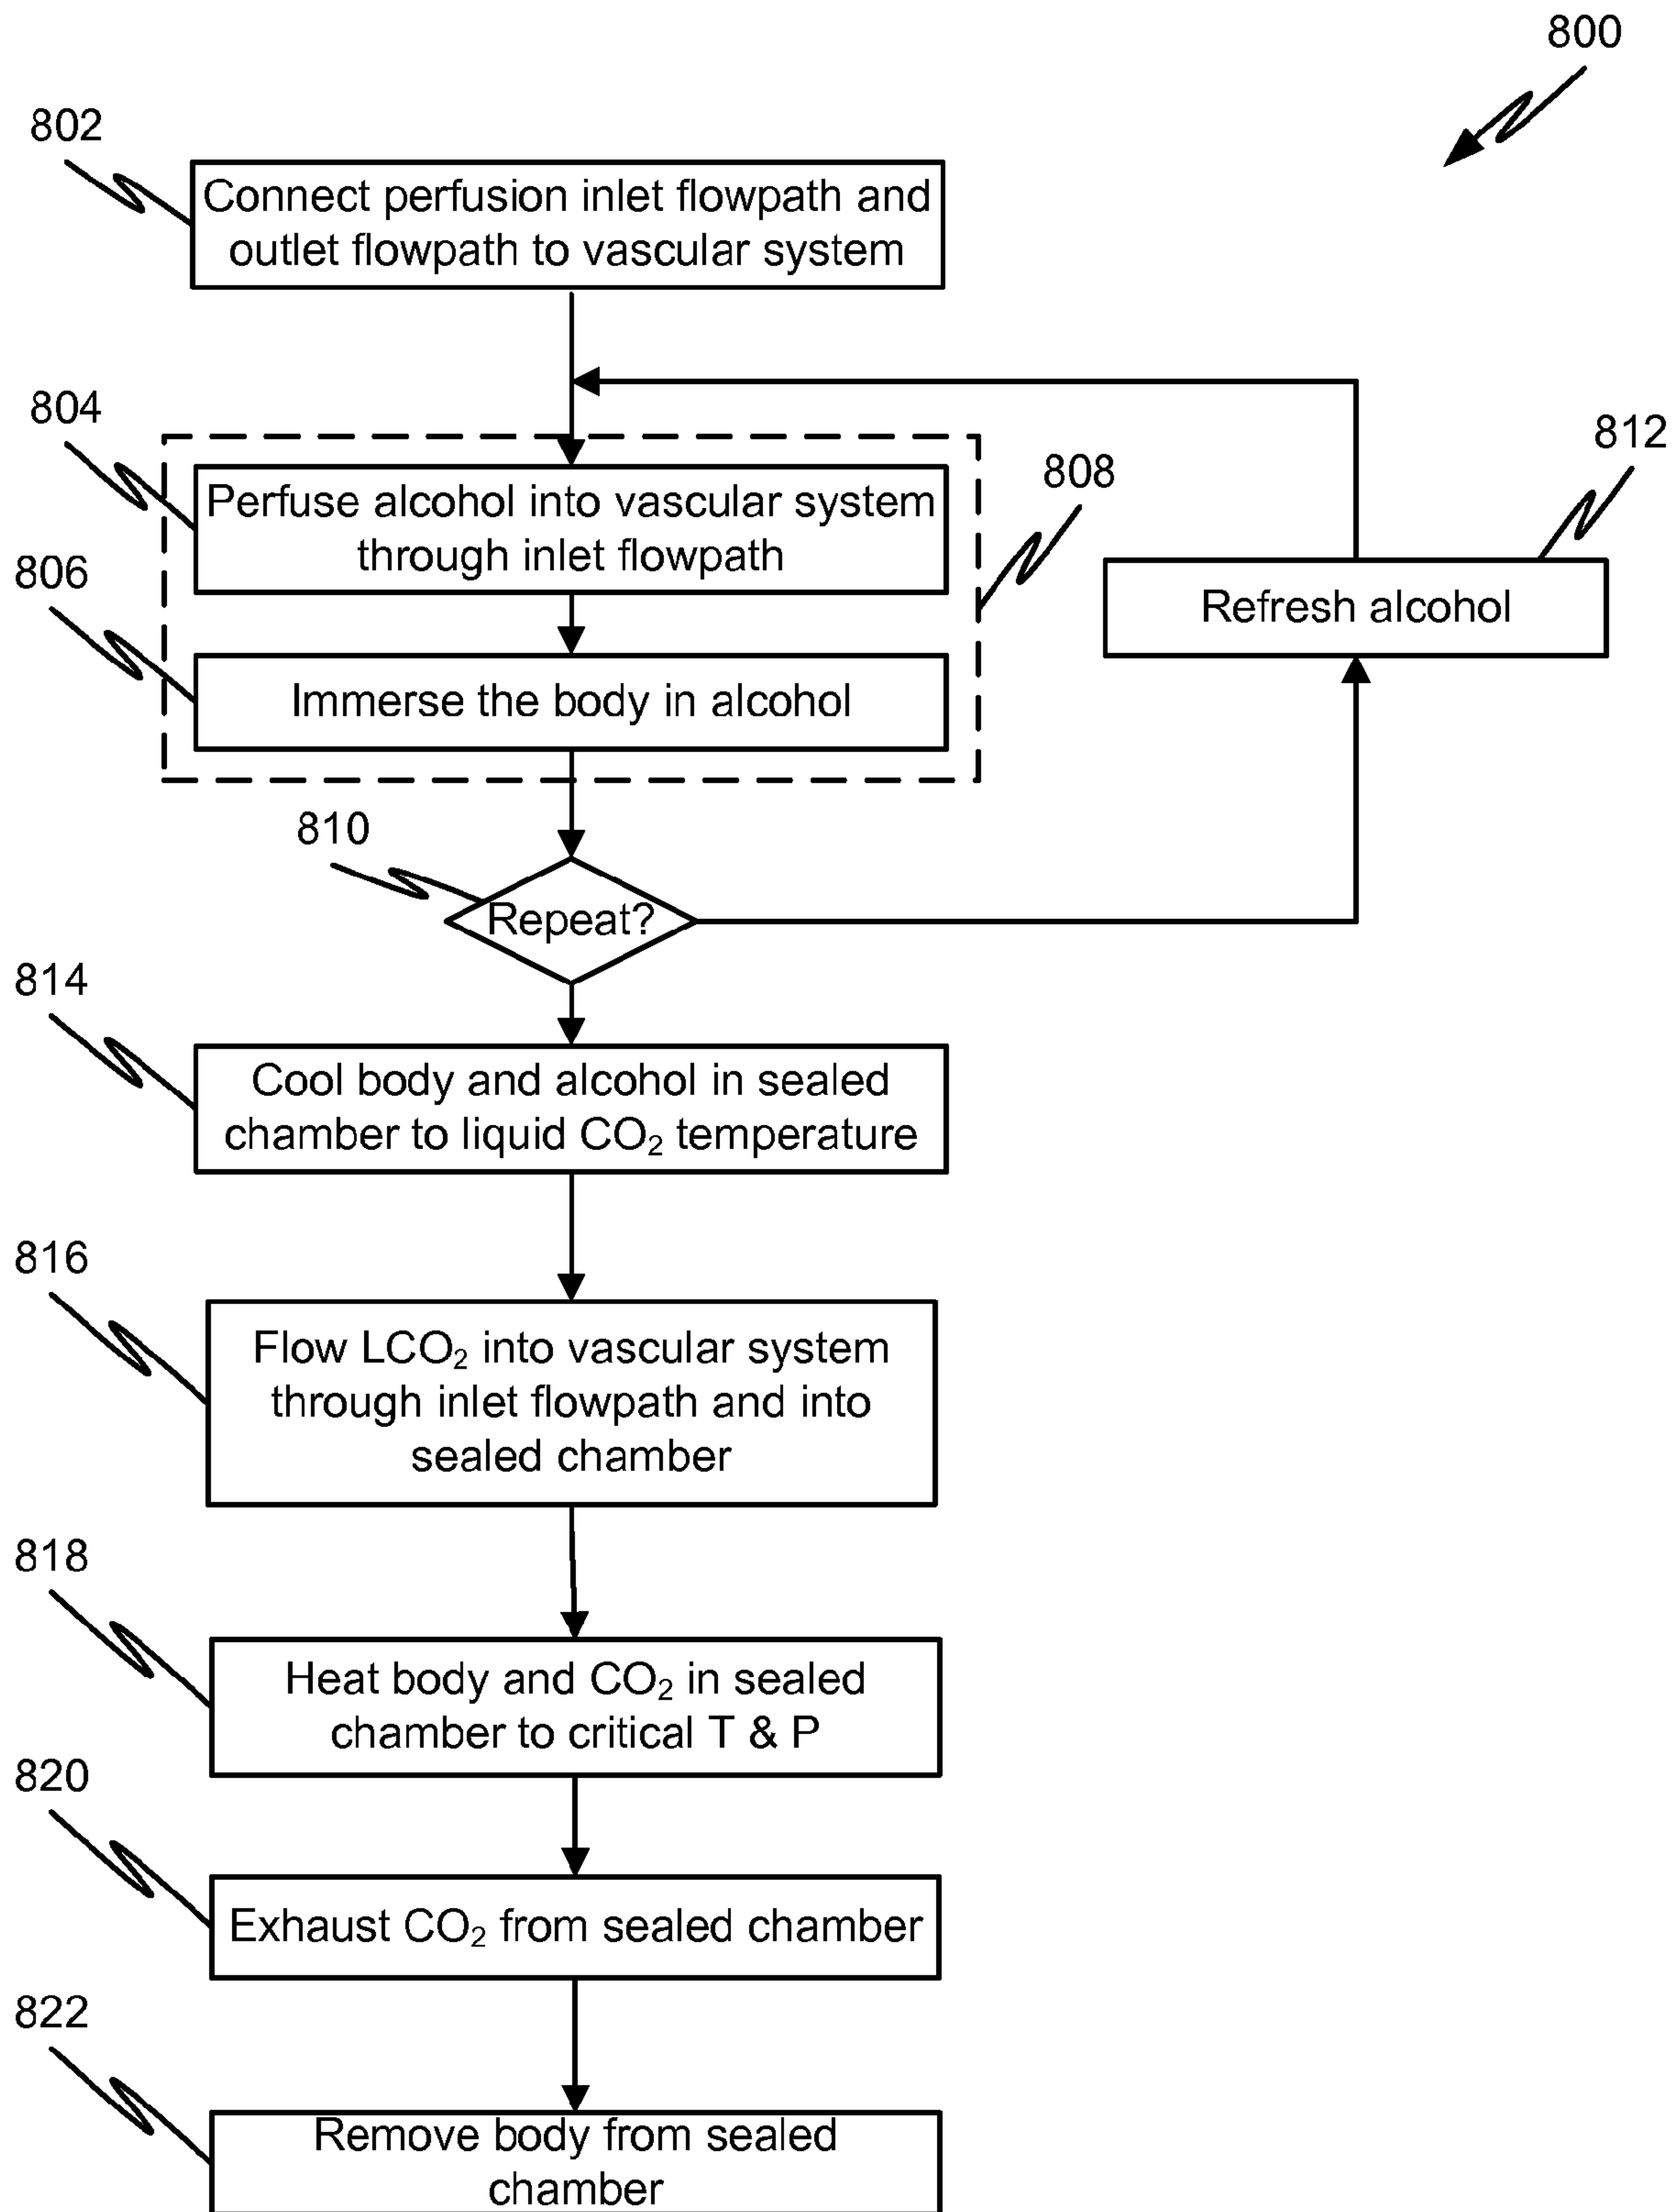 800
802
Connect perfusion inlet flowpath and
outlet flowpath to vascular system
804
Perfuse alcohol into vascular system
through inlet flowpath
806
Immerse the body in alcohol
808
812
Refresh alcohol
810
Repeat?
814
Cool body and alcohol in sealed
chamber to liquid CO₂ temperature
816
Flow LCO₂ into vascular system
through inlet flowpath and into
sealed chamber
818
Heat body and CO₂ in sealed
chamber to critical T & P
820
Exhaust CO₂ from sealed chamber
822
Remove body from sealed
chamber